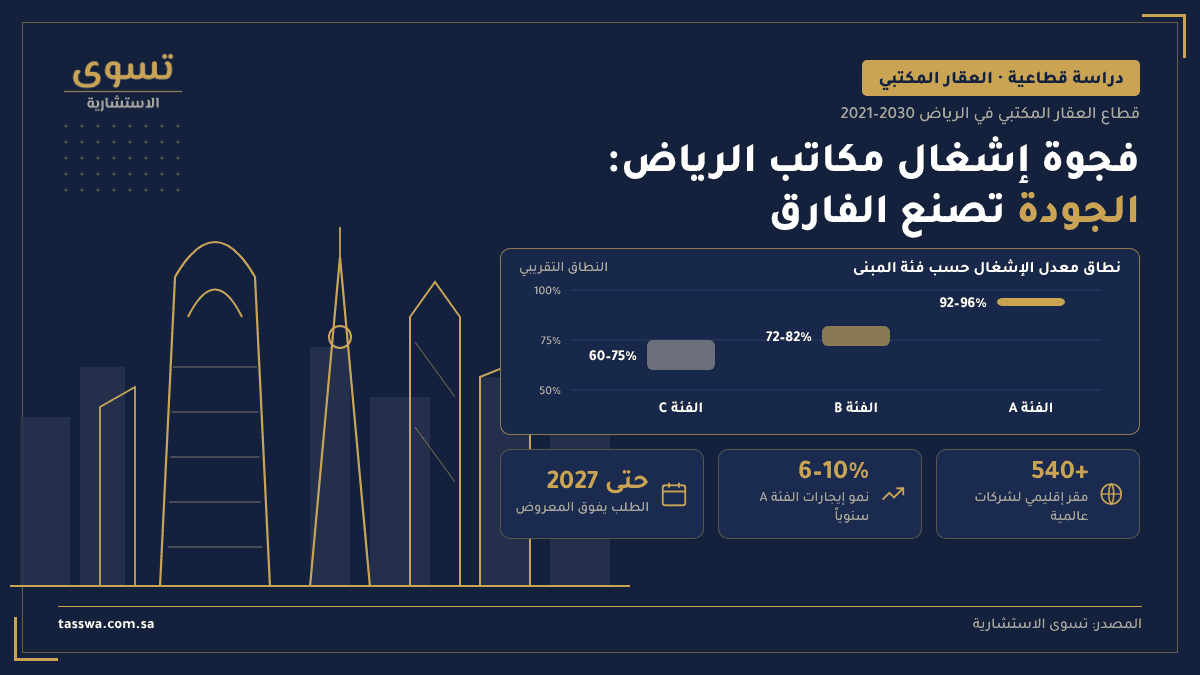 تسوى
الاستشارية
دراسة قطاعية · العقار المكتبي
قطاع العقار المكتبي في الرياض 2030-2021
فجوة إشغال مكاتب الرياض:
الجودة تصنع الفارق
نطاق معدل الإشغال حسب فئة المبنى
النطاق التقريبي
100%
75%
50%
92-96%
72-82%
60-75%
الفئة A
الفئة B
الفئة C
540+
مقر إقليمي لشركات
عالمية
6-10%
نمو إيجارات الفئة A
سنوياً
حتى 2027
الطلب يفوق المعروض
المصدر: تسوى الاستشارية
tasswa.com.sa